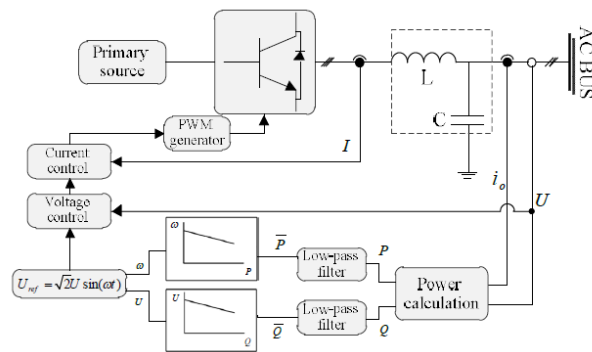 Primary
source
PWM
generator
Current
control
Voltage
control
L
C
AC BUS
I
i_o
U
U_ref = √2U sin(ωt)
ω
U
ω
P
U
Q
P̅
Q̅
Low-pass
filter
Low-pass
filter
P
Q
Power
calculation